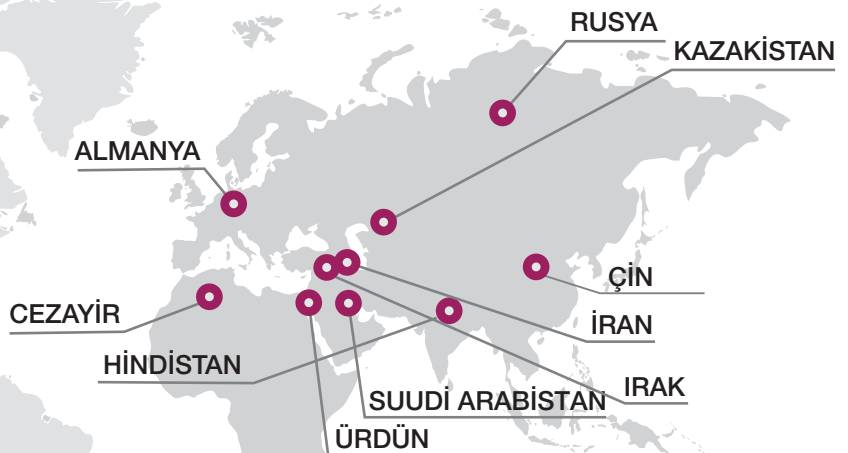 RUSYA
KAZAKİSTAN
ALMANYA
ÇİN
CEZAYİR
İRAN
HİNDİSTAN
IRAK
SUUDİ ARABİSTAN
ÜRDÜN